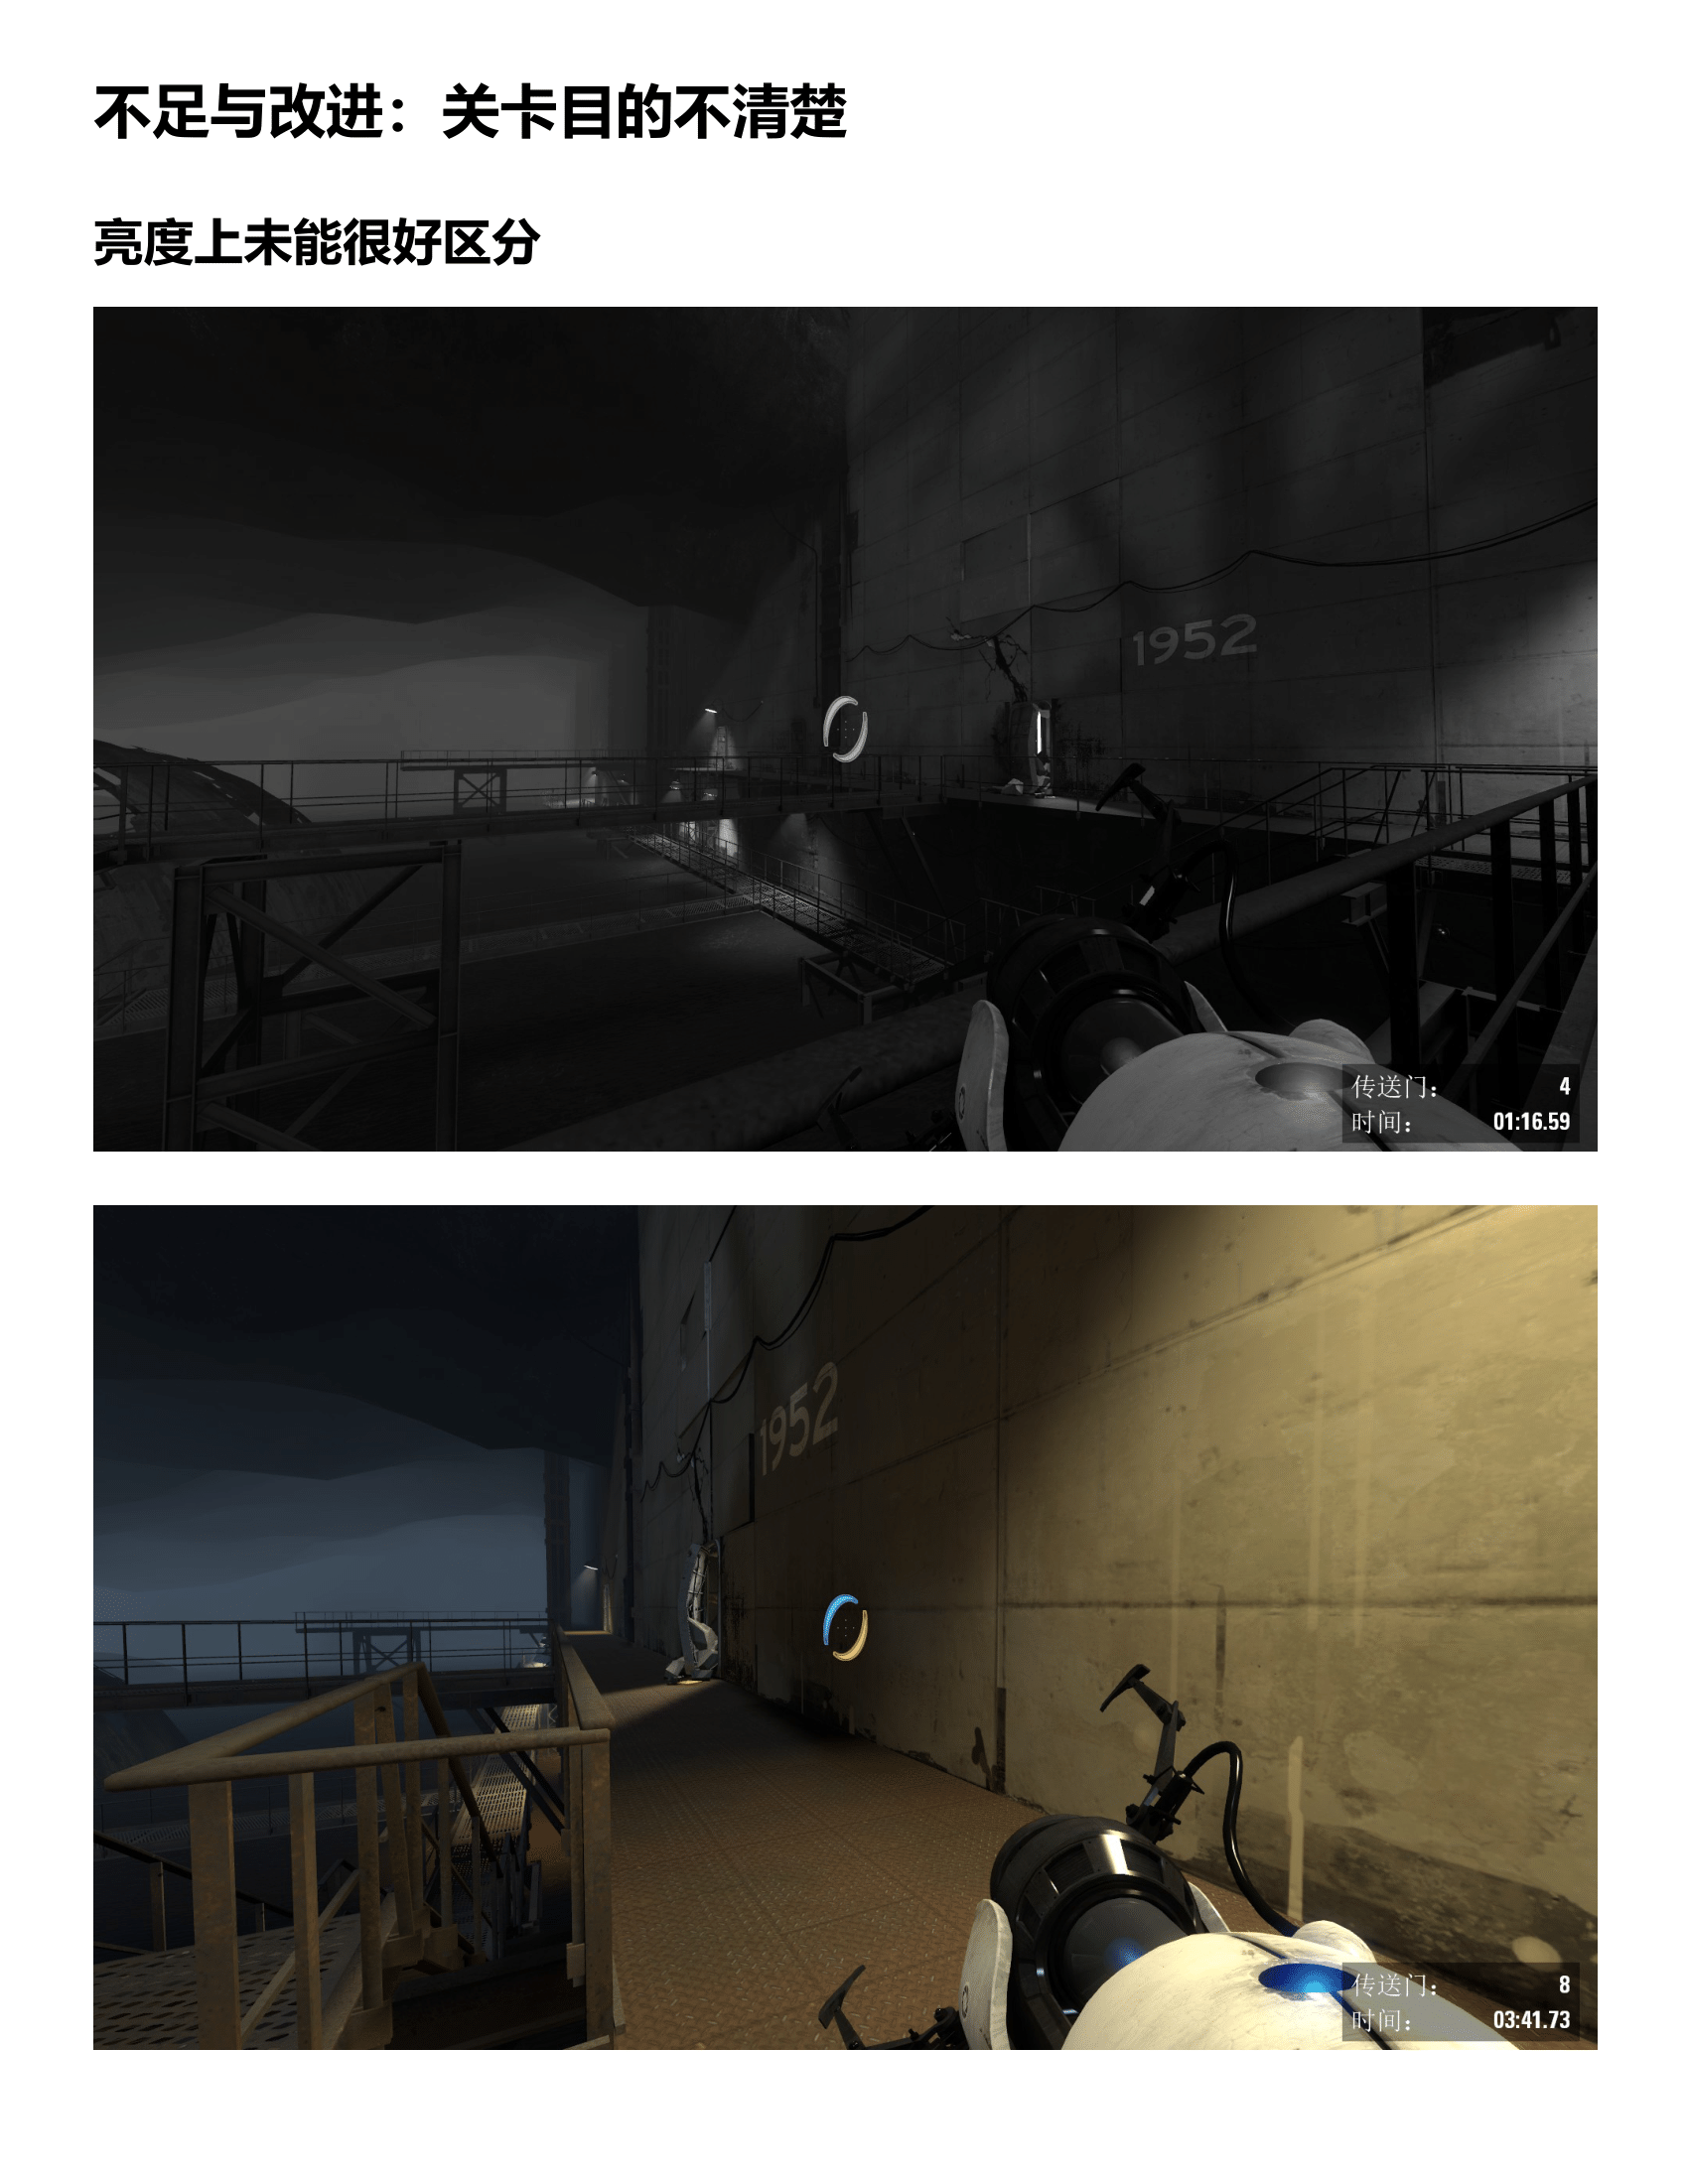 不足与改进：关卡目的不清楚
亮度上未能很好区分
1952
传送门： 4
时间： 01:16.59
1952
传送门： 8
时间： 03:41.73